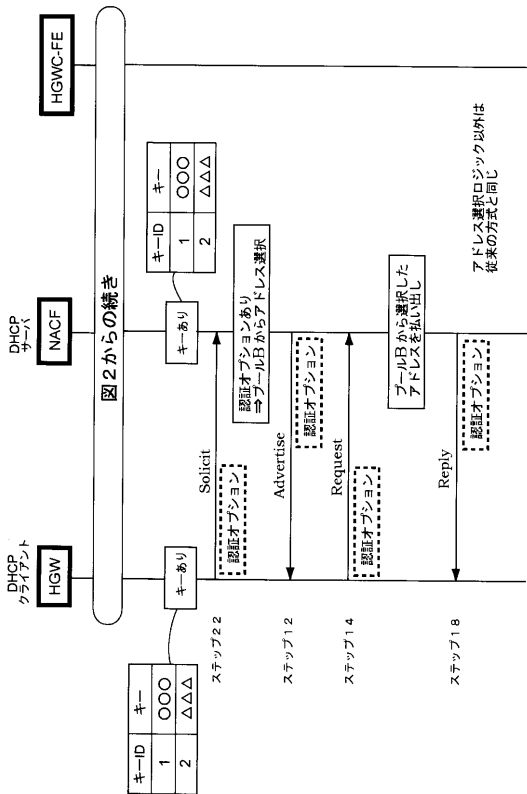 DHCP
クライアント
HGW
DHCP
サーバ
NACF
HGWC-FE
図2からの続き
キーID キー
1 ○○○
2 △△△
キーあり
キーあり
キーID キー
1 ○○○
2 △△△
ステップ22
Solicit
認証オプション
認証オプションあり
⇒プールBからアドレス選択
ステップ12
Advertise
認証オプション
ステップ14
Request
認証オプション
プールBから選択した
アドレスを払い出し
ステップ18
Reply
認証オプション
アドレス選択ロジック以外は
従来の方式と同じ